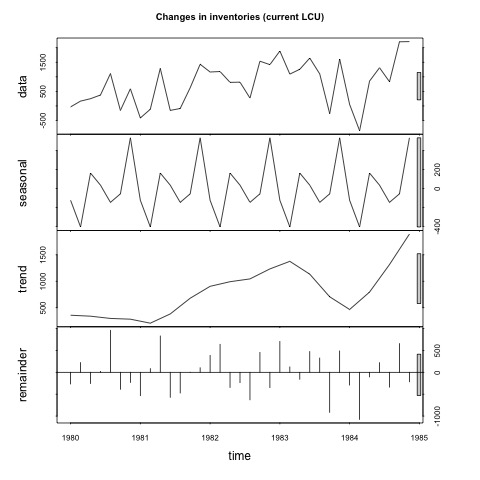 Changes in inventories (current LCU)
data
-500 500 1500
seasonal
-400 0 200
trend
500 1000 1500
remainder
-1000 0 500
1980 1981 1982 1983 1984 1985
time